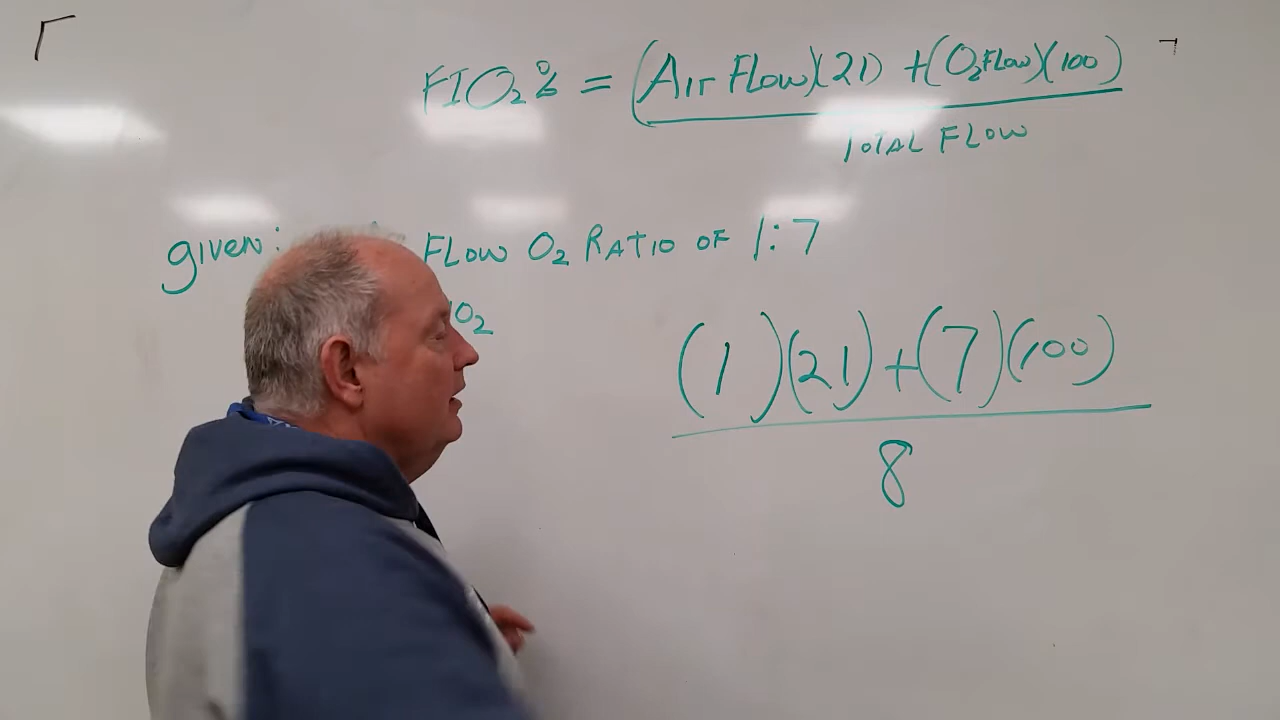 FIO2% = (Air Flow)(21) + (O2 Flow)(100)
Total Flow
given: Flow O2 Ratio of 1:7
(1)(21)+(7)(100)
8